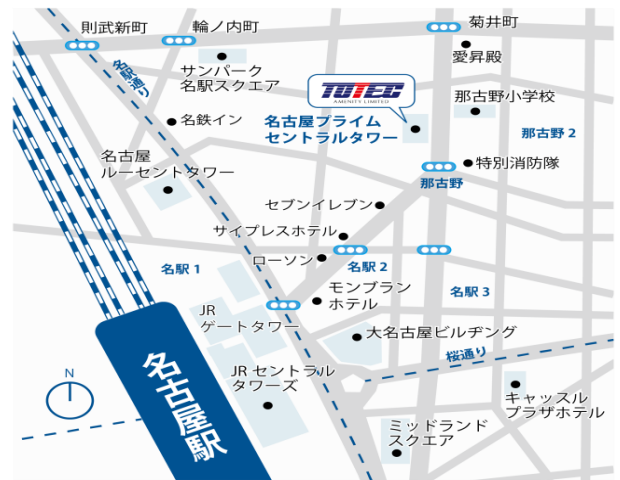 則武新町
輪ノ内町
菊井町
愛昇殿
サンパーク
名駅スクエア
名駅通り
TOTEC
AMENITY LIMITED
名古屋プライム
セントラルタワー
那古野小学校
那古野 2
名鉄イン
名古屋
ルーセントタワー
特別消防隊
那古野
セブンイレブン
サイプレスホテル
ローソン
名駅 1
名駅 2
名駅 3
モンブラン
ホテル
JR
ゲートタワー
大名古屋ビルヂング
桜通り
JR セントラル
タワーズ
名古屋駅
N
キャッスル
プラザホテル
ミッドランド
スクエア